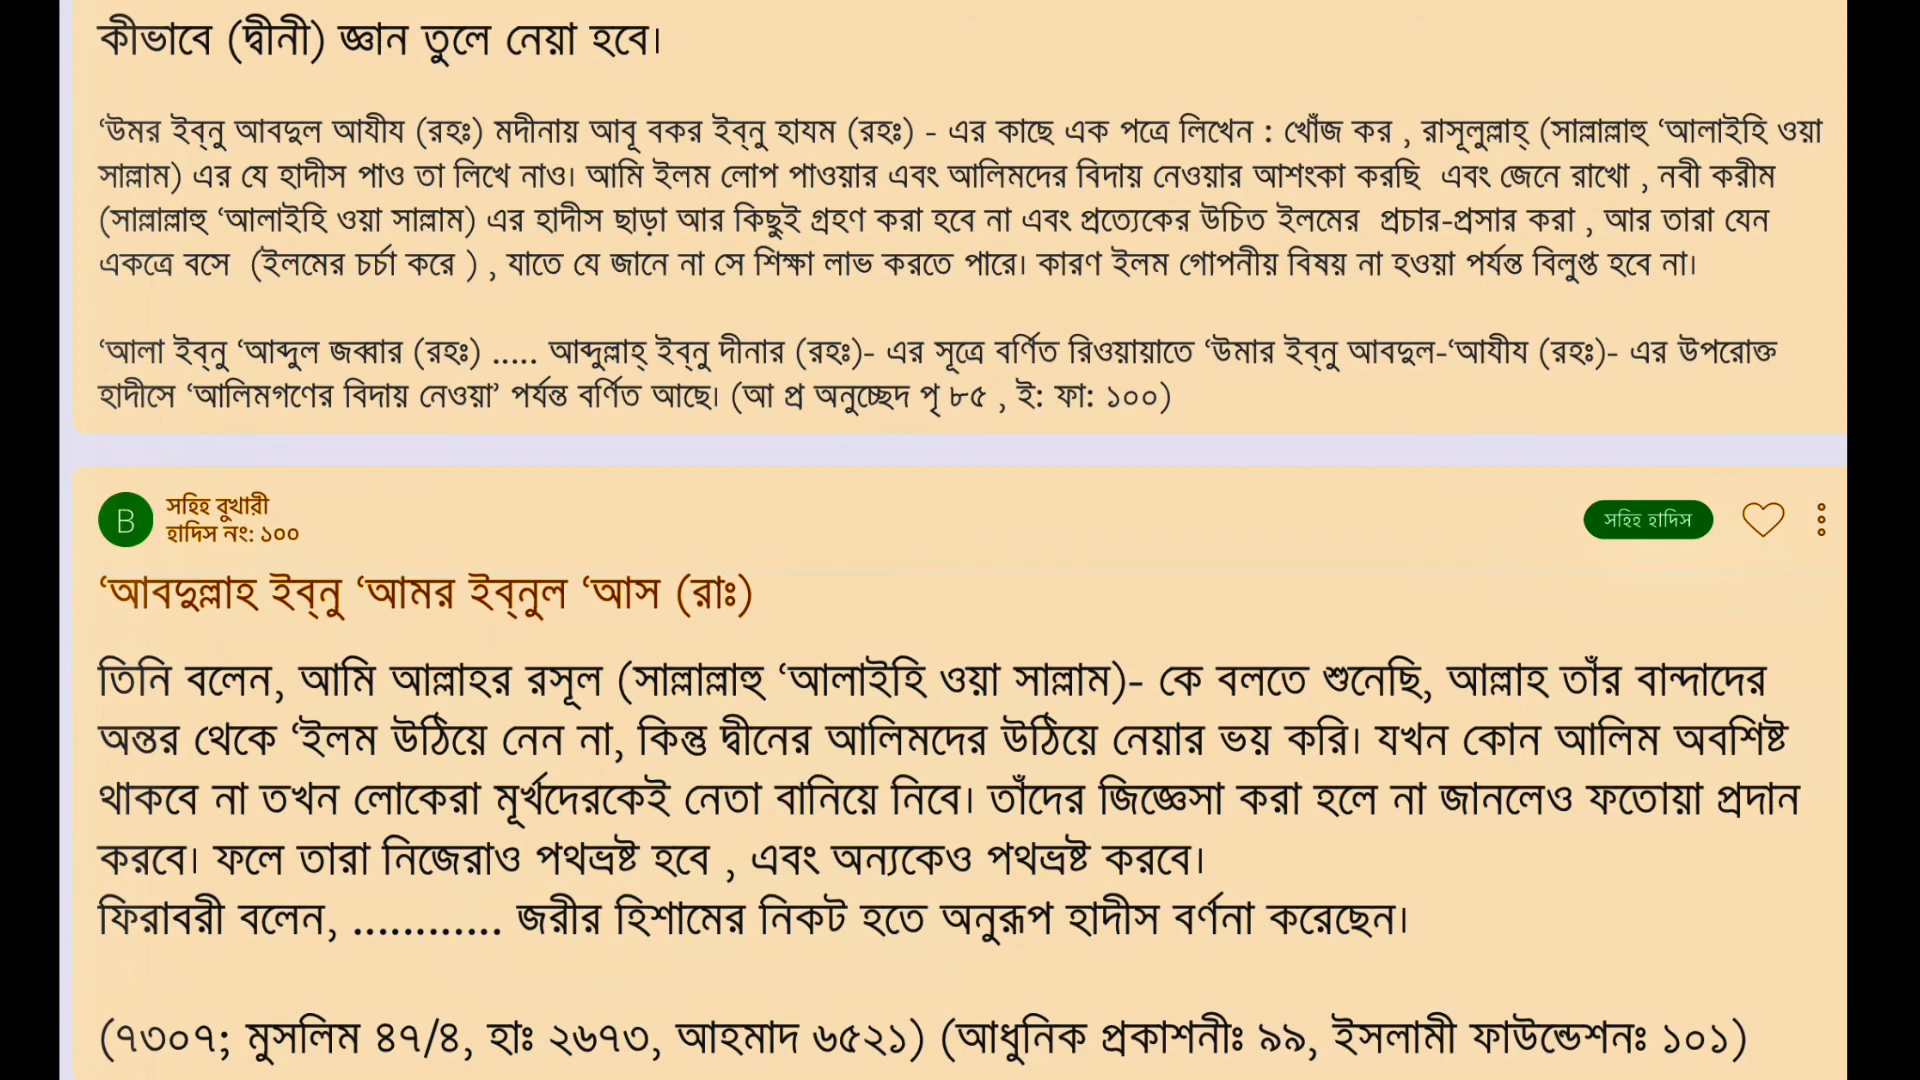 কীভাবে (দ্বীনী) জ্ঞান তুলে নেয়া হবে।
‘উমর ইব্‌নু আবদুল আযীয (রহঃ) মদীনায় আবূ বকর ইব্‌নু হাযম (রহঃ) - এর কাছে এক পত্রে লিখেন : খোঁজ কর , রাসূলুল্লাহ্ (সাল্লাল্লাহু ‘আলাইহি ওয়া
সাল্লাম) এর যে হাদীস পাও তা লিখে নাও। আমি ইলম লোপ পাওয়ার এবং আলিমদের বিদায় নেওয়ার আশংকা করছি এবং জেনে রাখো , নবী করীম
(সাল্লাল্লাহু ‘আলাইহি ওয়া সাল্লাম) এর হাদীস ছাড়া আর কিছুই গ্রহণ করা হবে না এবং প্রত্যেকের উচিত ইলমের প্রচার-প্রসার করা , আর তারা যেন
একত্রে বসে (ইলমের চর্চা করে ) , যাতে যে জানে না সে শিক্ষা লাভ করতে পারে। কারণ ইলম গোপনীয় বিষয় না হওয়া পর্যন্ত বিলুপ্ত হবে না।
‘আলা ইব্‌নু ‘আব্দুল জব্বার (রহঃ) ..... আব্দুল্লাহ্ ইব্‌নু দীনার (রহঃ)- এর সূত্রে বর্ণিত রিওয়ায়াতে ‘উমার ইব্‌নু আবদুল-‘আযীয (রহঃ)- এর উপরোক্ত
হাদীসে ‘আলিমগণের বিদায় নেওয়া’ পর্যন্ত বর্ণিত আছে। (আ প্র অনুচ্ছেদ পৃ ৮৫ , ই: ফা: ১০০)
B
সহিহ বুখারী
হাদিস নং: ১০০
সহিহ হাদিস
‘আবদুল্লাহ ইব্‌নু ‘আমর ইব্‌নুল ‘আস (রাঃ)
তিনি বলেন, আমি আল্লাহর রসূল (সাল্লাল্লাহু ‘আলাইহি ওয়া সাল্লাম)- কে বলতে শুনেছি, আল্লাহ তাঁর বান্দাদের
অন্তর থেকে ‘ইলম উঠিয়ে নেন না, কিন্তু দ্বীনের আলিমদের উঠিয়ে নেয়ার ভয় করি। যখন কোন আলিম অবশিষ্ট
থাকবে না তখন লোকেরা মূর্খদেরকেই নেতা বানিয়ে নিবে। তাঁদের জিজ্ঞেসা করা হলে না জানলেও ফতোয়া প্রদান
করবে। ফলে তারা নিজেরাও পথভ্রষ্ট হবে , এবং অন্যকেও পথভ্রষ্ট করবে।
ফিরাবরী বলেন, ............ জরীর হিশামের নিকট হতে অনুরূপ হাদীস বর্ণনা করেছেন।
(৭৩০৭; মুসলিম ৪৭/৪, হাঃ ২৬৭৩, আহমাদ ৬৫২১) (আধুনিক প্রকাশনীঃ ৯৯, ইসলামী ফাউন্ডেশনঃ ১০১)